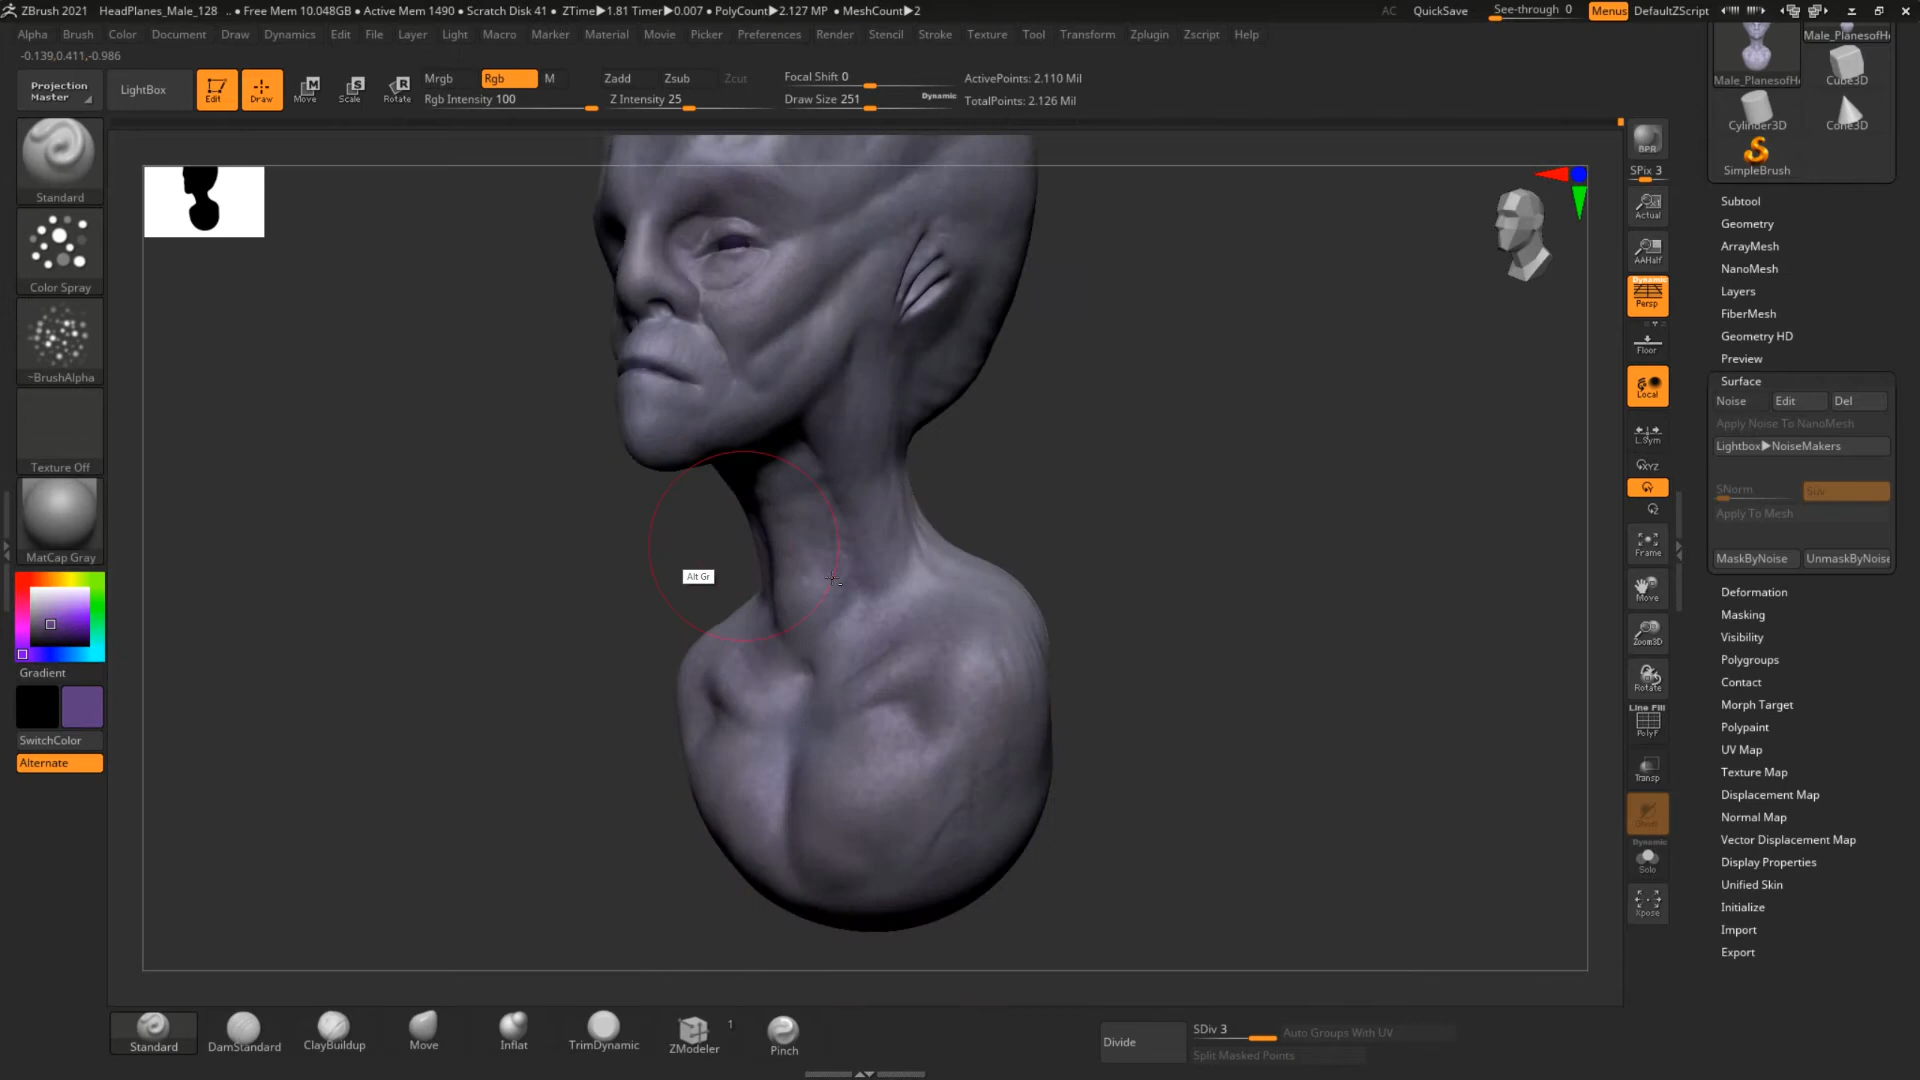 ZBrush 2021 HeadPlanes_Male_128 .. ● Free Mem 10.048GB ● Active Mem 1490 ● Scratch Disk 41 ● ZTime▶1.81 Timer▶0.007 ● PolyCount▶2.127 MP ● MeshCount▶2
AC QuickSave See-through 0 Menus DefaultZScript
Alpha Brush Color Document Draw Dynamics Edit File Layer Light Macro Marker Material Movie Picker Preferences Render Stencil Stroke Texture Tool Transform Zplugin Zscript Help
-0.139,0.411,-0.986
Projection Master
LightBox
Edit
Draw
Move
Scale
Rotate
Mrgb Rgb M
Rgb Intensity 100
Zadd Zsub Zcut
Z Intensity 25
Focal Shift 0
Draw Size 251
Dynamic
ActivePoints: 2.110 Mil
TotalPoints: 2.126 Mil
Standard
Color Spray
~BrushAlpha
Texture Off
MatCap Gray
Gradient
SwitchColor
Alternate
Alt Gr
BPR
SPix 3
Actual
AAHalf
Dynamic
Persp
Floor
Local
L.Sym
XYZ
Y
Z
Frame
Move
Zoom3D
Rotate
Line Fill
PolyF
Transp
Dynamic
Solo
Xpose
Male_PlanesofHe
Male_PlanesofHe
Cube3D
Cylinder3D
Cone3D
SimpleBrush
Subtool
Geometry
ArrayMesh
NanoMesh
Layers
FiberMesh
Geometry HD
Preview
Surface
Noise Edit Del
Apply Noise To NanoMesh
Lightbox▶NoiseMakers
SNorm Suv
Apply To Mesh
MaskByNoise UnmaskByNoise
Deformation
Masking
Visibility
Polygroups
Contact
Morph Target
Polypaint
UV Map
Texture Map
Displacement Map
Normal Map
Vector Displacement Map
Display Properties
Unified Skin
Initialize
Import
Export
Standard
DamStandard
ClayBuildup
Move
Inflat
TrimDynamic
ZModeler
1
Pinch
Divide
SDiv 3
Auto Groups With UV
Split Masked Points